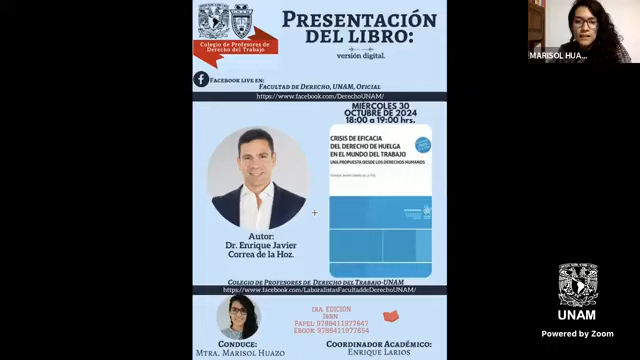 PRESENTACIÓN
DEL LIBRO:
versión digital.
Colegio de Profesores de
Derecho del Trabajo
FACEBOOK LIVE EN:
FACULTAD DE DERECHO, UNAM, OFICIAL
https://www.facebook.com/DerechoUNAM/
MIERCOLES 30
OCTUBRE DE 2024
18:00 a 19:00 hrs.
CRISIS DE EFICACIA
DEL DERECHO DE HUELGA
EN EL MUNDO DEL TRABAJO
UNA PROPUESTA DESDE LOS DERECHOS HUMANOS
Autor:
Dr. Enrique Javier
Correa de la Hoz.
COLEGIO DE PROFESORES DE DERECHO DEL TRABAJO-UNAM
https://www.facebook.com/LaboralistasFacultaddeDerechoUNAM/
1RA. EDICIÓN
ISBN
PAPEL: 9788411977647
EBOOK: 9788411977654
CONDUCE:
MTRA. MARISOL HUAZO
COORDINADOR ACADÉMICO:
ENRIQUE LARIOS
MARISOL HUA...
UNAM
Powered by Zoom